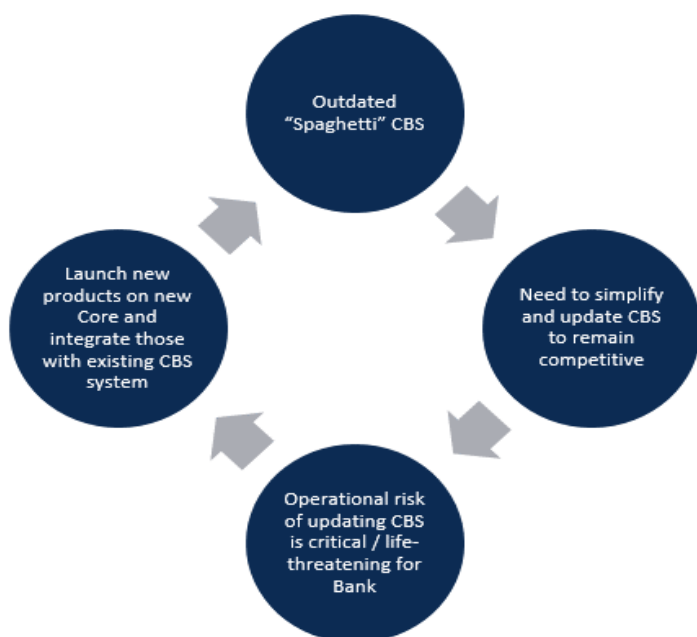 Outdated
“Spaghetti” CBS
Need to simplify
and update CBS
to remain
competitive
Operational risk
of updating CBS
is critical / life-
threatening for
Bank
Launch new
products on new
Core and
integrate those
with existing CBS
system